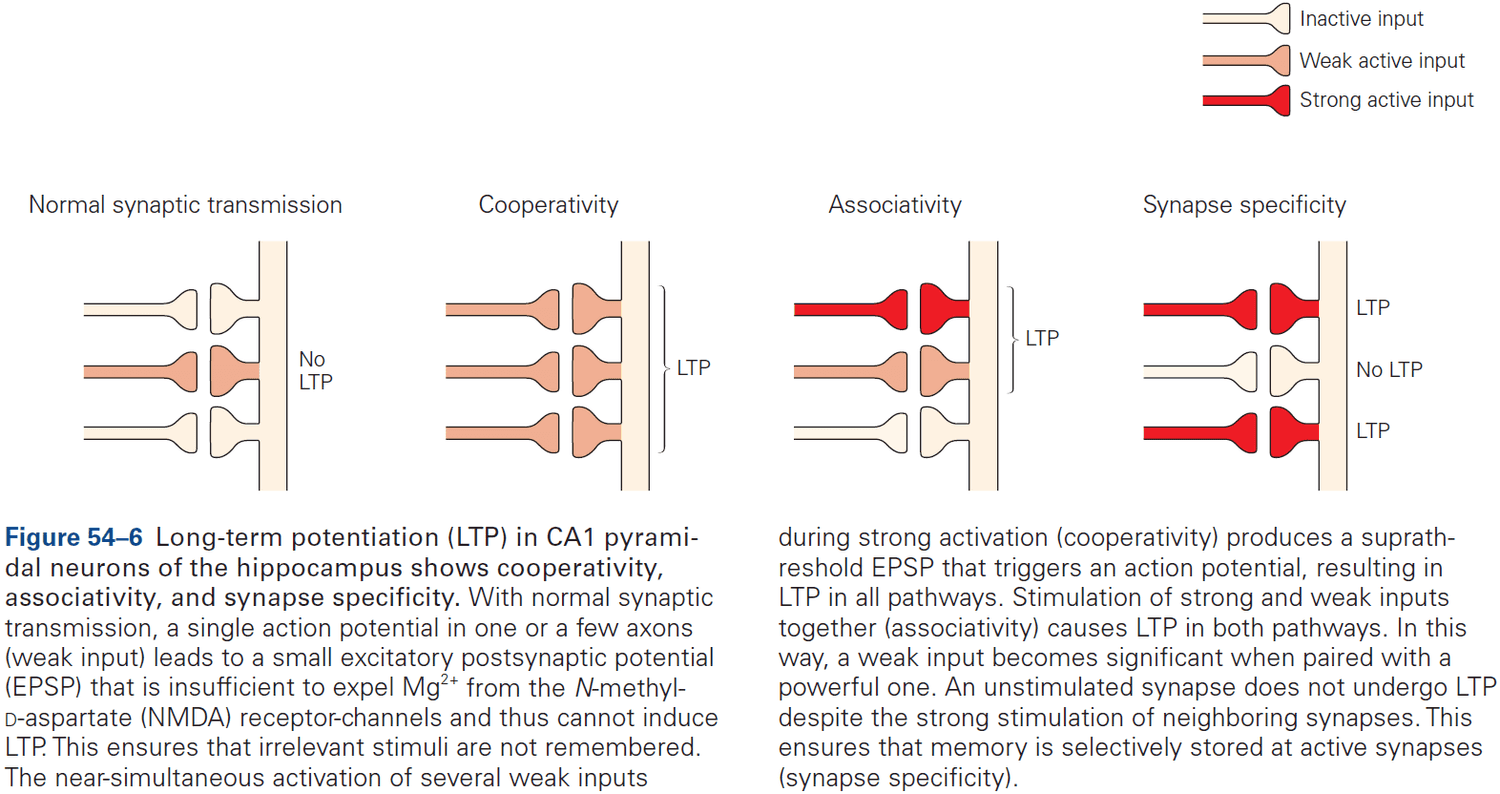 Inactive input
Weak active input
Strong active input
Normal synaptic transmission
Cooperativity
Associativity
Synapse specificity
No
LTP
LTP
LTP
LTP
No LTP
LTP
Figure 54–6 Long-term potentiation (LTP) in CA1 pyrami-
dal neurons of the hippocampus shows cooperativity,
associativity, and synapse specificity. With normal synaptic
transmission, a single action potential in one or a few axons
(weak input) leads to a small excitatory postsynaptic potential
(EPSP) that is insufficient to expel Mg²⁺ from the N-methyl-
D-aspartate (NMDA) receptor-channels and thus cannot induce
LTP. This ensures that irrelevant stimuli are not remembered.
The near-simultaneous activation of several weak inputs
during strong activation (cooperativity) produces a suprath-
reshold EPSP that triggers an action potential, resulting in
LTP in all pathways. Stimulation of strong and weak inputs
together (associativity) causes LTP in both pathways. In this
way, a weak input becomes significant when paired with a
powerful one. An unstimulated synapse does not undergo LTP
despite the strong stimulation of neighboring synapses. This
ensures that memory is selectively stored at active synapses
(synapse specificity).